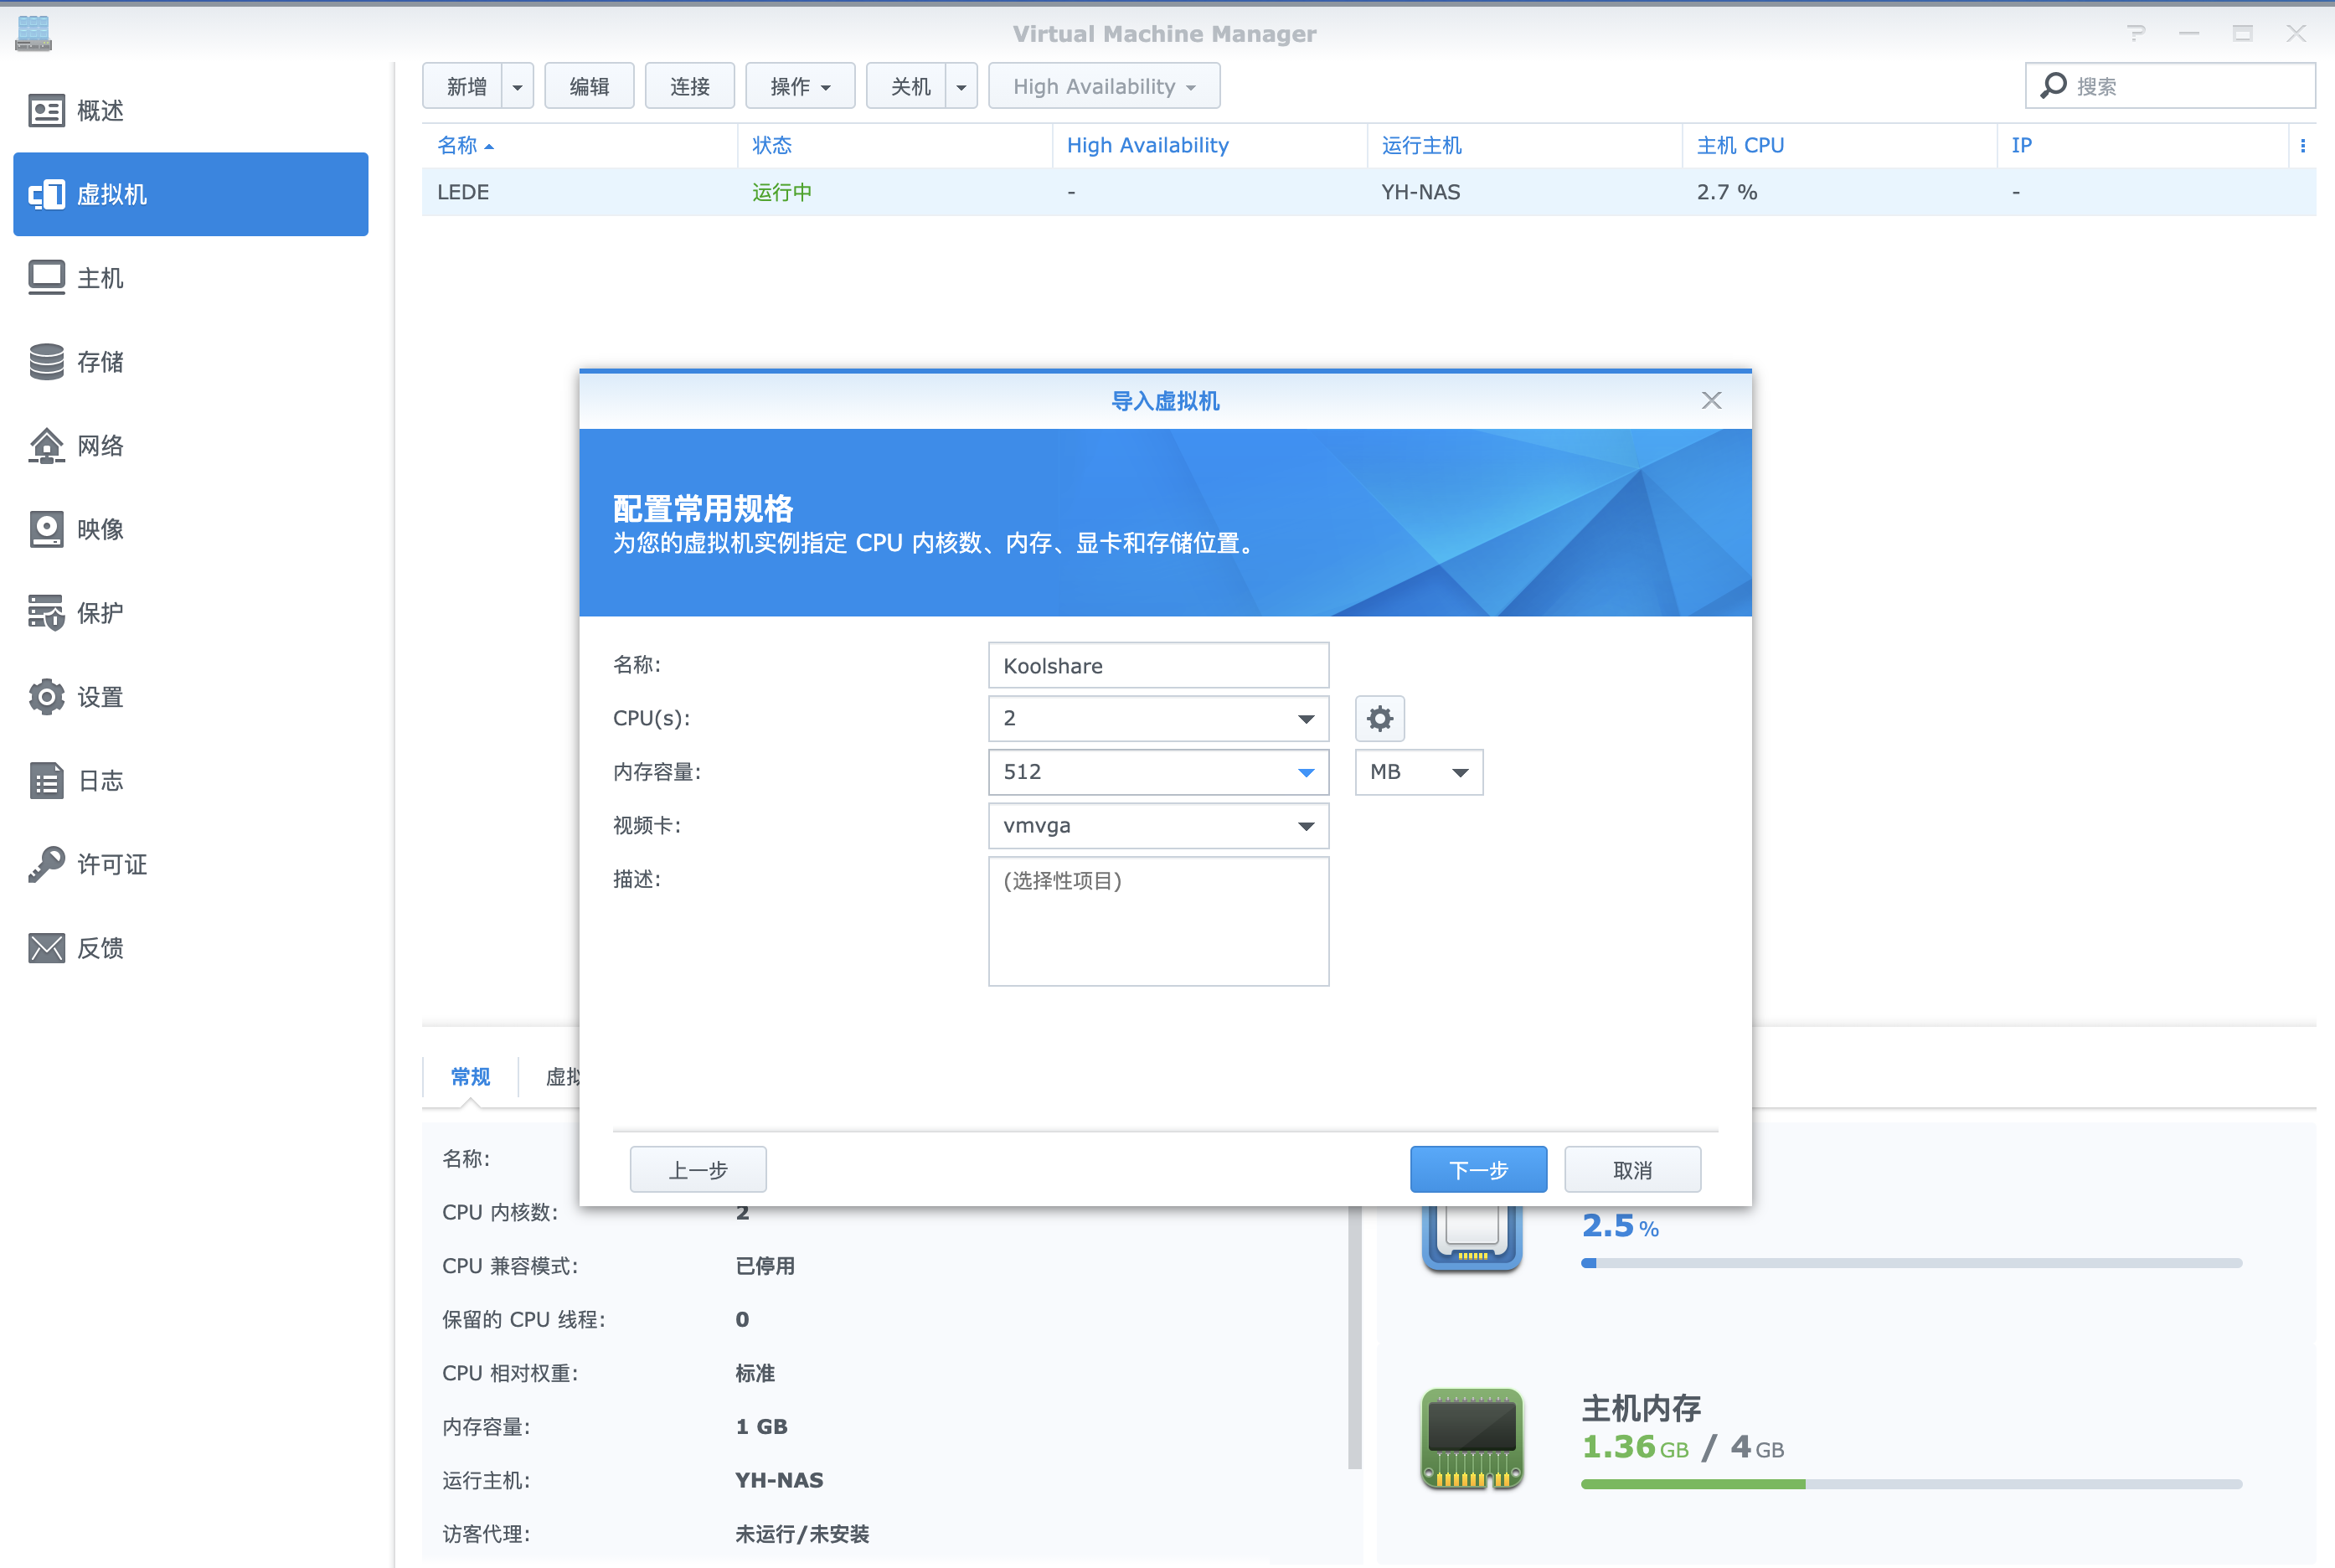 Virtual Machine Manager
概述
虚拟机
主机
存储
网络
映像
保护
设置
日志
许可证
反馈
新增 编辑 连接 操作 关机 High Availability 搜索
名称 状态 High Availability 运行主机 主机 CPU IP
LEDE 运行中 - YH-NAS 2.7 % -
导入虚拟机
配置常用规格
为您的虚拟机实例指定 CPU 内核数、内存、显卡和存储位置。
名称: Koolshare
CPU(s): 2
内存容量: 512 MB
视频卡: vmvga
描述: (选择性项目)
上一步 下一步 取消
常规 虚拟
名称:
CPU 内核数: 2
CPU 兼容模式: 已停用
保留的 CPU 线程: 0
CPU 相对权重: 标准
内存容量: 1 GB
运行主机: YH-NAS
访客代理: 未运行/未安装
2.5 %
主机内存
1.36 GB / 4 GB